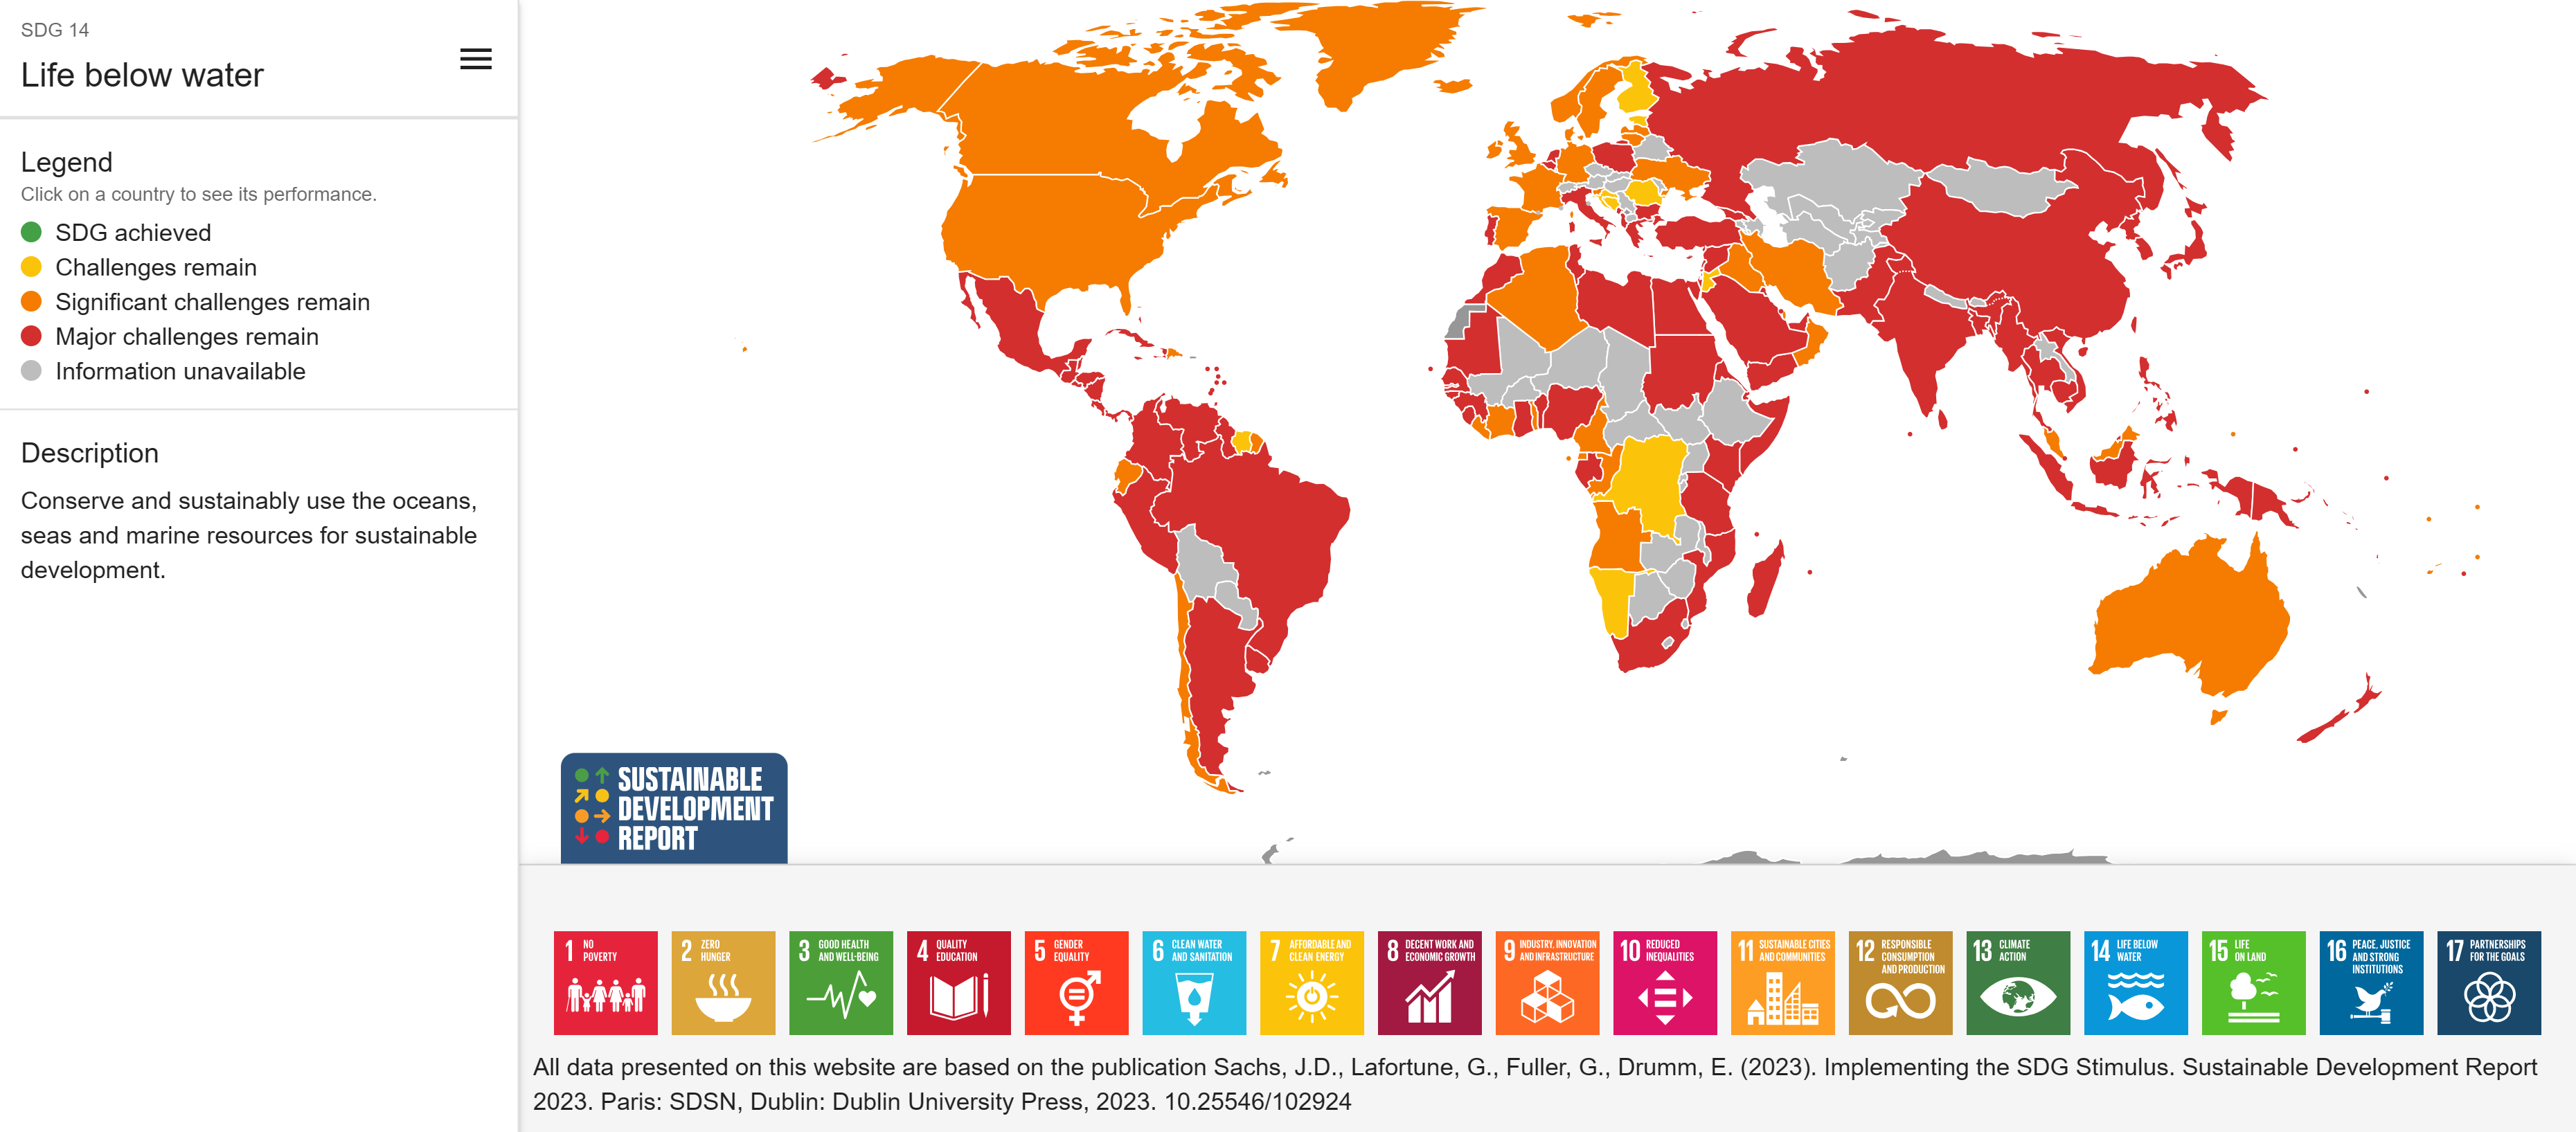 SDG 14
Life below water
Legend
Click on a country to see its performance.
SDG achieved
Challenges remain
Significant challenges remain
Major challenges remain
Information unavailable
Description
Conserve and sustainably use the oceans,
seas and marine resources for sustainable
development.
SUSTAINABLE
DEVELOPMENT
REPORT
1 NO
POVERTY
2 ZERO
HUNGER
3 GOOD HEALTH
AND WELL-BEING
4 QUALITY
EDUCATION
5 GENDER
EQUALITY
6 CLEAN WATER
AND SANITATION
7 AFFORDABLE AND
CLEAN ENERGY
8 DECENT WORK AND
ECONOMIC GROWTH
9 INDUSTRY, INNOVATION
AND INFRASTRUCTURE
10 REDUCED
INEQUALITIES
11 SUSTAINABLE CITIES
AND COMMUNITIES
12 RESPONSIBLE
CONSUMPTION
AND PRODUCTION
13 CLIMATE
ACTION
14 LIFE BELOW
WATER
15 LIFE
ON LAND
16 PEACE, JUSTICE
AND STRONG
INSTITUTIONS
17 PARTNERSHIPS
FOR THE GOALS
All data presented on this website are based on the publication Sachs, J.D., Lafortune, G., Fuller, G., Drumm, E. (2023). Implementing the SDG Stimulus. Sustainable Development Report
2023. Paris: SDSN, Dublin: Dublin University Press, 2023. 10.25546/102924